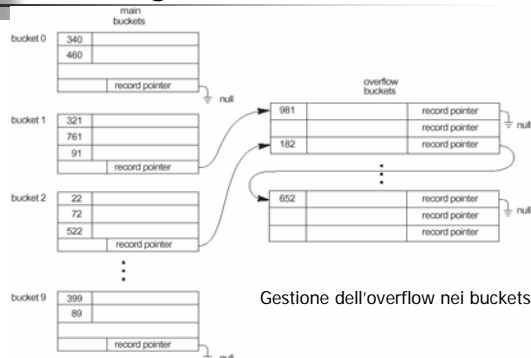 main
buckets
bucket 0
340
460
record pointer
null
bucket 1
321
761
91
record pointer
bucket 2
22
72
522
record pointer
bucket 9
399
89
record pointer
null
overflow
buckets
981 record pointer
null
record pointer
182 record pointer
652 record pointer
null
record pointer
record pointer
Gestione dell'overflow nei buckets